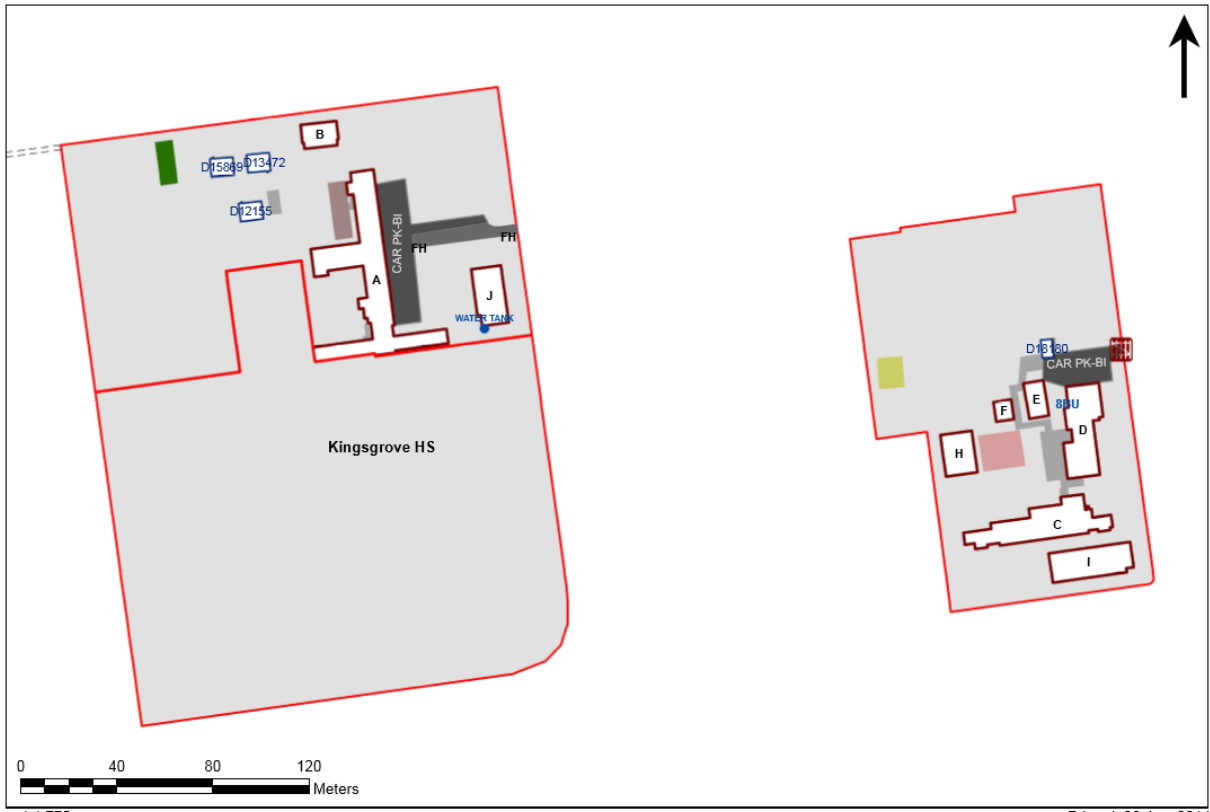 B
D15869
D13472
D12155
CAR PK-BI
FH
FH
A
J
WATER TANK
D18180
CAR PK-BI
E
8BU
F
D
Kingsgrove HS
H
C
I
0 40 80 120
Meters